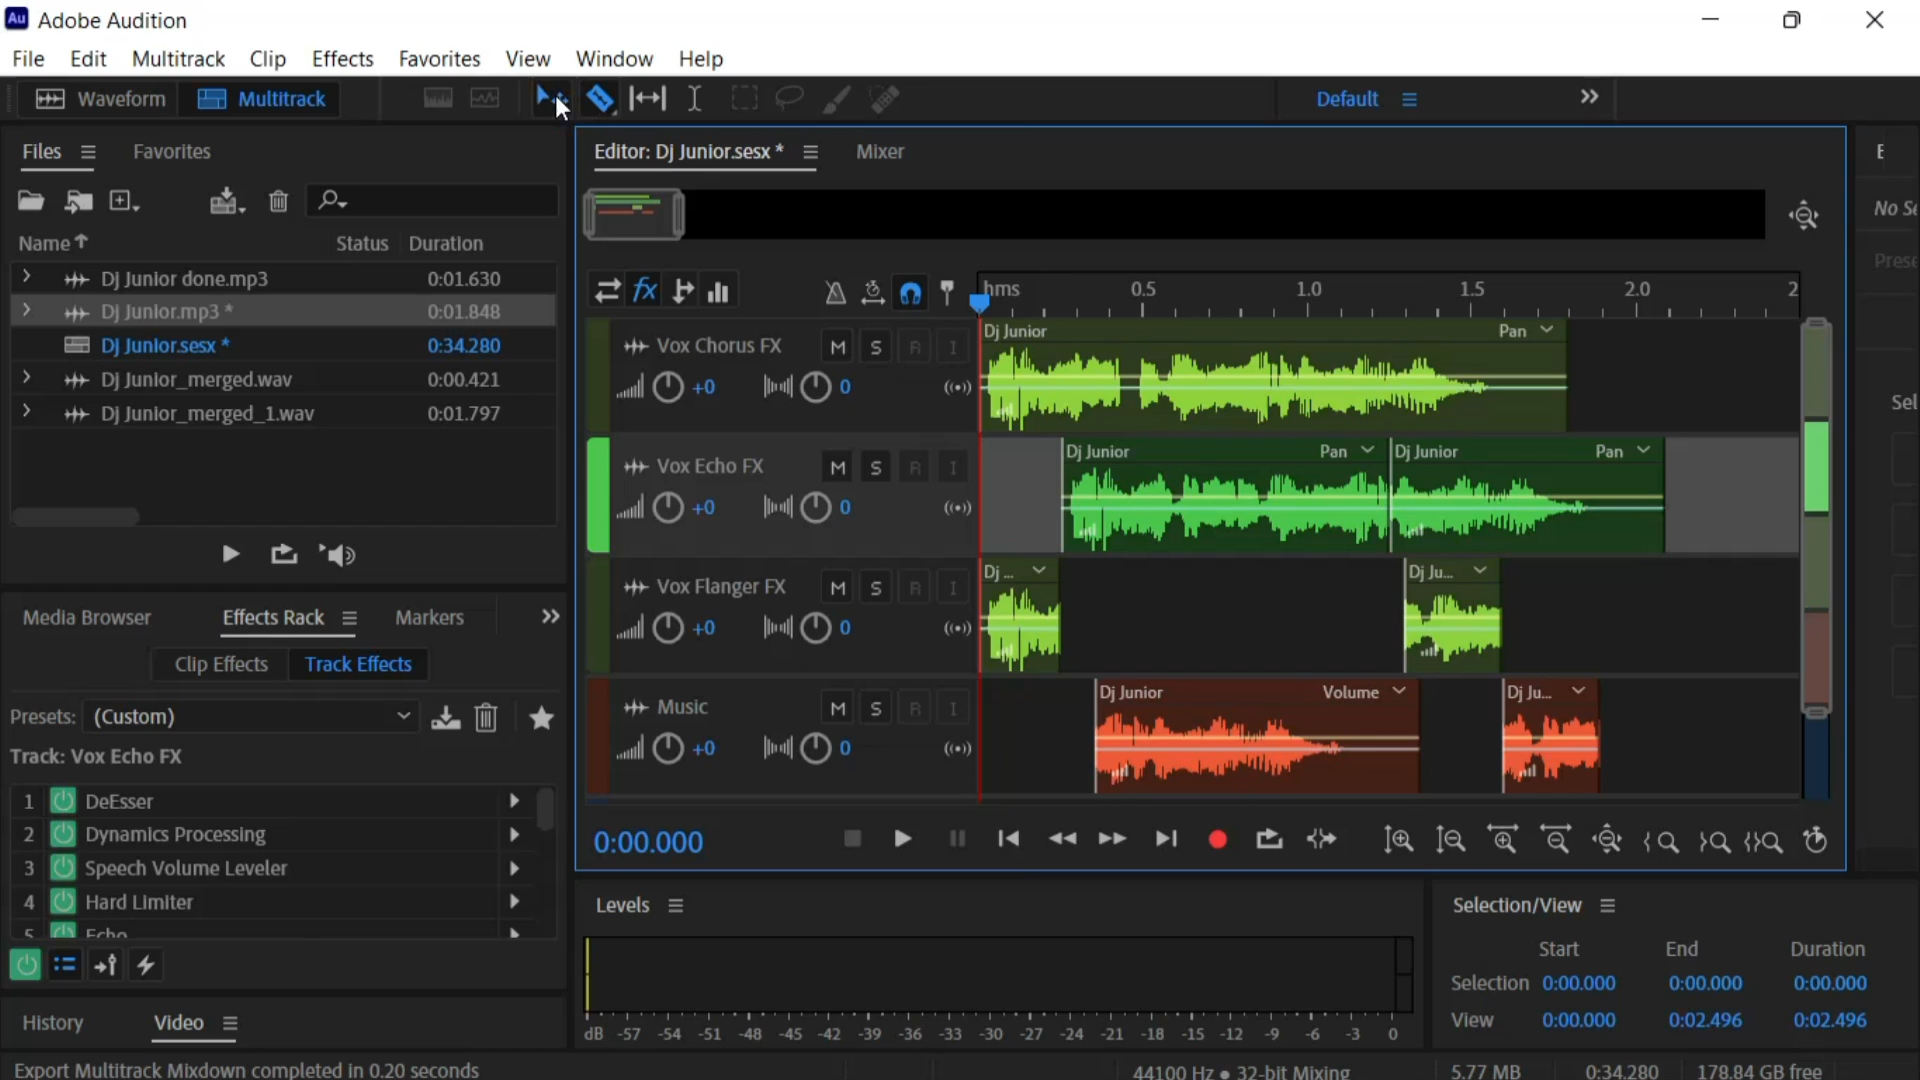 Au Adobe Audition
File Edit Multitrack Clip Effects Favorites View Window Help
Waveform Multitrack Default
Files Favorites
Name Status Duration
Dj Junior done.mp3 0:01.630
Dj Junior.mp3 * 0:01.848
Dj Junior.sesx * 0:34.280
Dj Junior_merged.wav 0:00.421
Dj Junior_merged_1.wav 0:01.797
Media Browser Effects Rack Markers
Clip Effects Track Effects
Presets: (Custom)
Track: Vox Echo FX
1 DeEsser
2 Dynamics Processing
3 Speech Volume Leveler
4 Hard Limiter
5 Echo
History Video
Editor: Dj Junior.sesx * Mixer
fx hms 0.5 1.0 1.5 2.0 2
Vox Chorus FX M S R I
+0 0
Dj Junior Pan
Vox Echo FX M S R I
+0 0
Dj Junior Pan Dj Junior Pan
Vox Flanger FX M S R I
+0 0
Dj ... Dj Ju...
Music M S R I
+0 0
Dj Junior Volume Dj Ju...
0:00.000
Levels
dB -57 -54 -51 -48 -45 -42 -39 -36 -33 -30 -27 -24 -21 -18 -15 -12 -9 -6 -3 0
Selection/View
Start End Duration
Selection 0:00.000 0:00.000 0:00.000
View 0:00.000 0:02.496 0:02.496
E
No Se
Prese
Sel
Export Multitrack Mixdown completed in 0.20 seconds 44100 Hz ● 32-bit Mixing 5.77 MB 0:34.280 178.84 GB free